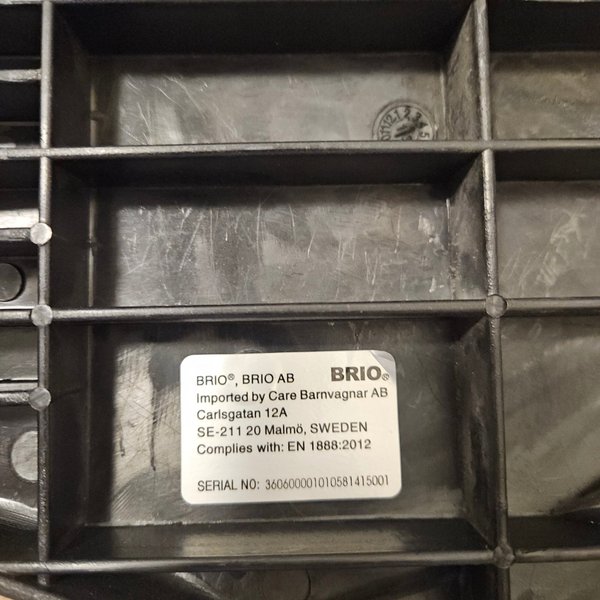 BRIO®, BRIO AB BRIO®
Imported by Care Barnvagnar AB
Carlsgatan 12A
SE-211 20 Malmö, SWEDEN
Complies with: EN 1888:2012
SERIAL NO: 360600001010581415001